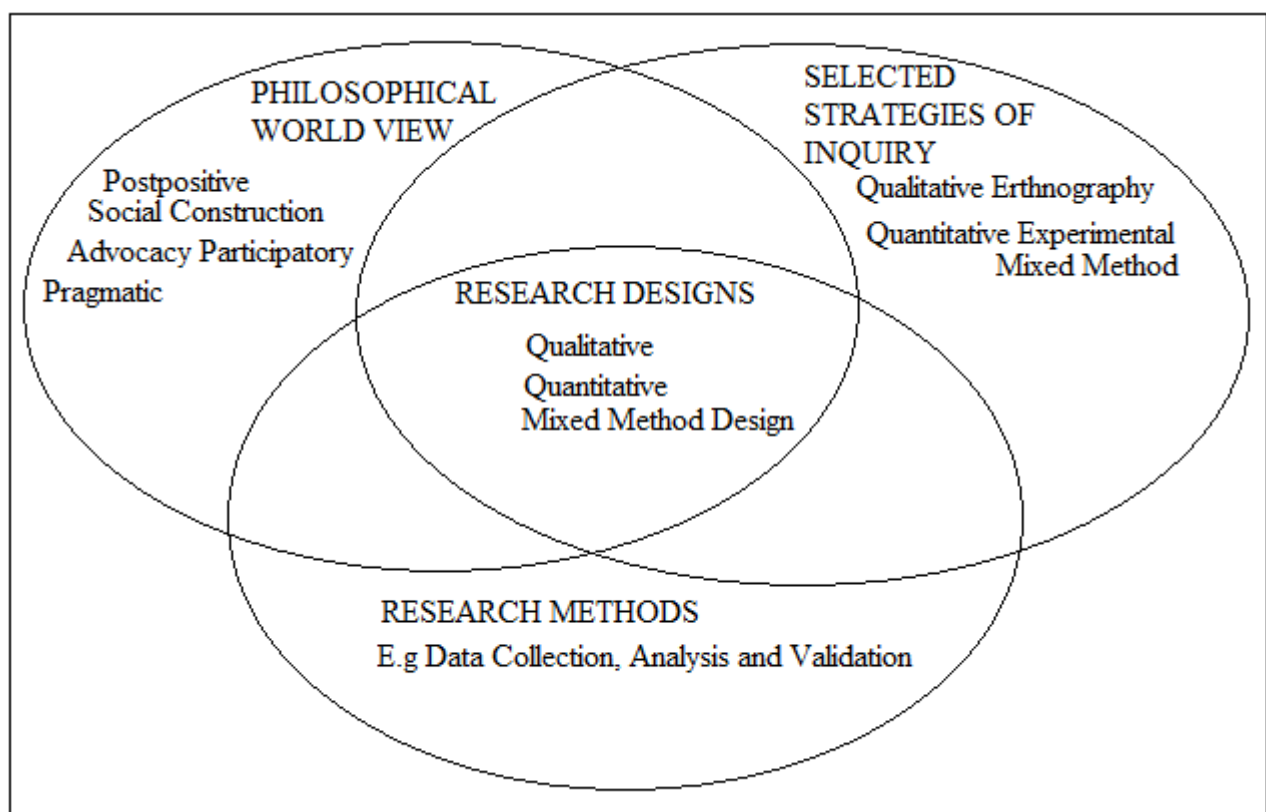 PHILOSOPHICAL
WORLD VIEW
Postpositive
Social Construction
Advocacy Participatory
Pragmatic
SELECTED
STRATEGIES OF
INQUIRY
Qualitative Erthnography
Quantitative Experimental
Mixed Method
RESEARCH DESIGNS
Qualitative
Quantitative
Mixed Method Design
RESEARCH METHODS
E.g Data Collection, Analysis and Validation